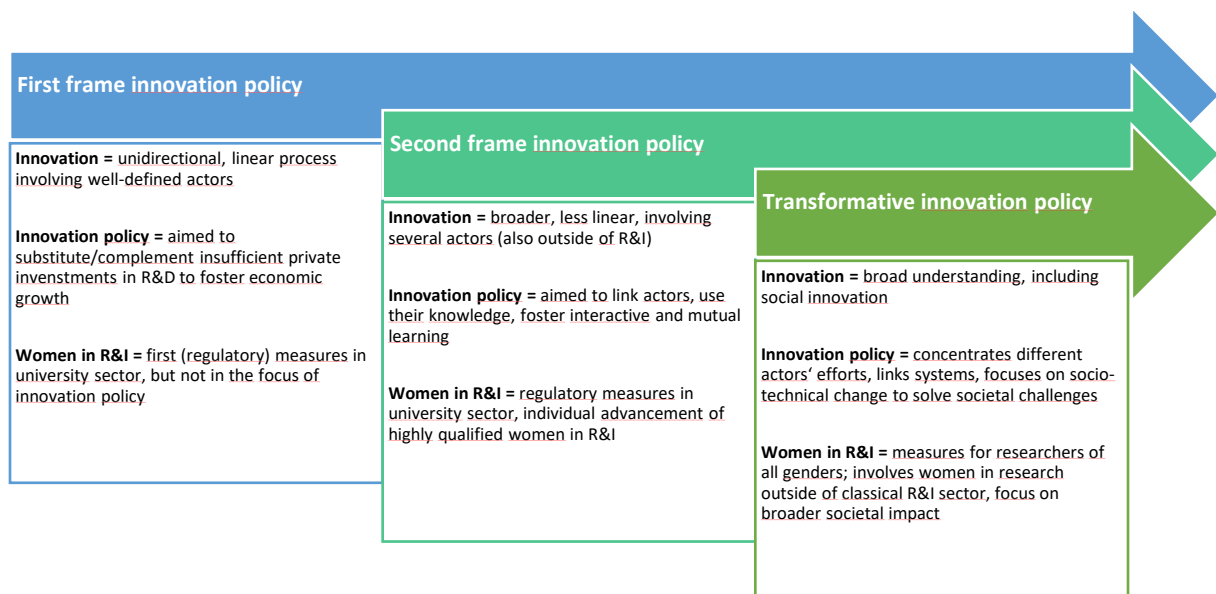 First frame innovation policy
Innovation = unidirectional, linear process
involving well-defined actors
Innovation policy = aimed to
substitute/complement insufficient private
invenstments in R&D to foster economic
growth
Women in R&I = first (regulatory) measures in
university sector, but not in the focus of
innovation policy
Second frame innovation policy
Innovation = broader, less linear, involving
several actors (also outside of R&I)
Innovation policy = aimed to link actors, use
their knowledge, foster interactive and mutual
learning
Women in R&I = regulatory measures in
university sector, individual advancement of
highly qualified women in R&I
Transformative innovation policy
Innovation = broad understanding, including
social innovation
Innovation policy = concentrates different
actors‘ efforts, links systems, focuses on socio-
technical change to solve societal challenges
Women in R&I = measures for researchers of
all genders; involves women in research
outside of classical R&I sector, focus on
broader societal impact